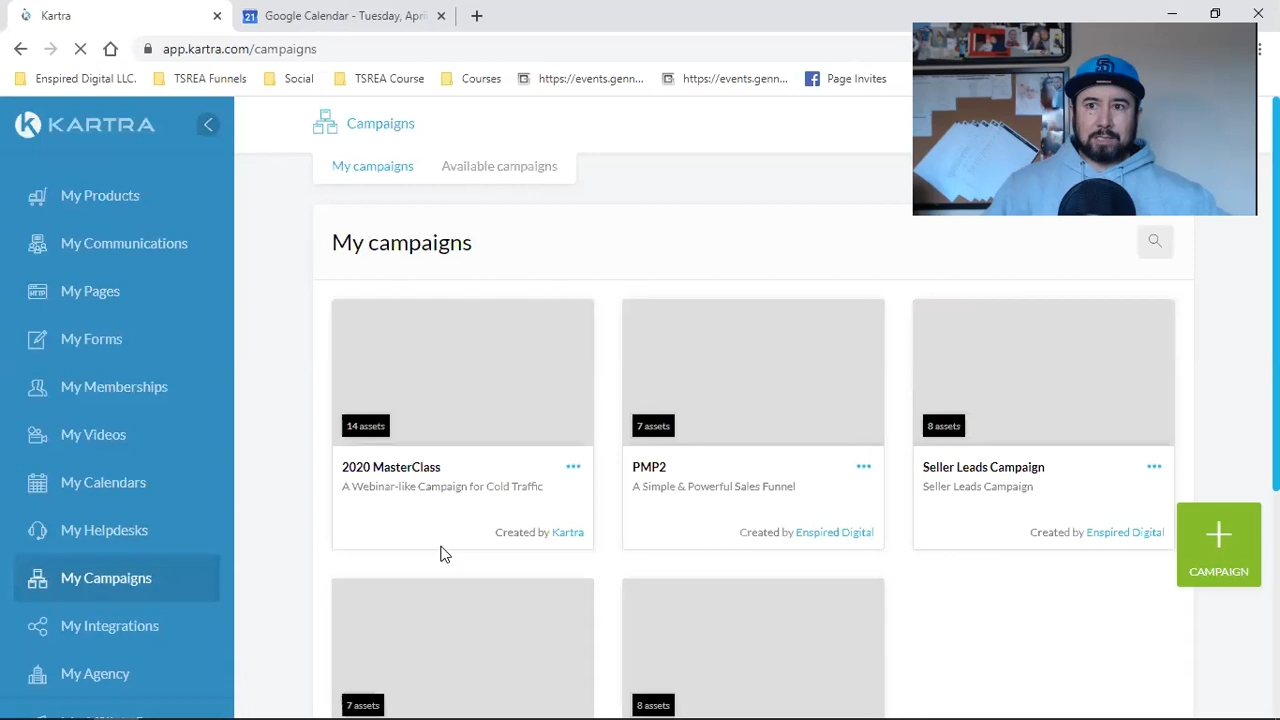 Kartra
Google Calendar - Tuesday, Apri
app.kartra.com/campaigns
Enspired Digital LLC.
TSREA Funnels
Social
TSREA Course
Courses
https://events.genn...
https://events.genn...
Page Invites
KARTRA
Campaigns
My campaigns
Available campaigns
My Products
My Communications
My Pages
My Forms
My Memberships
My Videos
My Calendars
My Helpdesks
My Campaigns
My Integrations
My Agency
My campaigns
14 assets
2020 MasterClass
A Webinar-like Campaign for Cold Traffic
Created by Kartra
7 assets
PMP2
A Simple & Powerful Sales Funnel
Created by Enspired Digital
8 assets
Seller Leads Campaign
Seller Leads Campaign
Created by Enspired Digital
CAMPAIGN
7 assets
8 assets